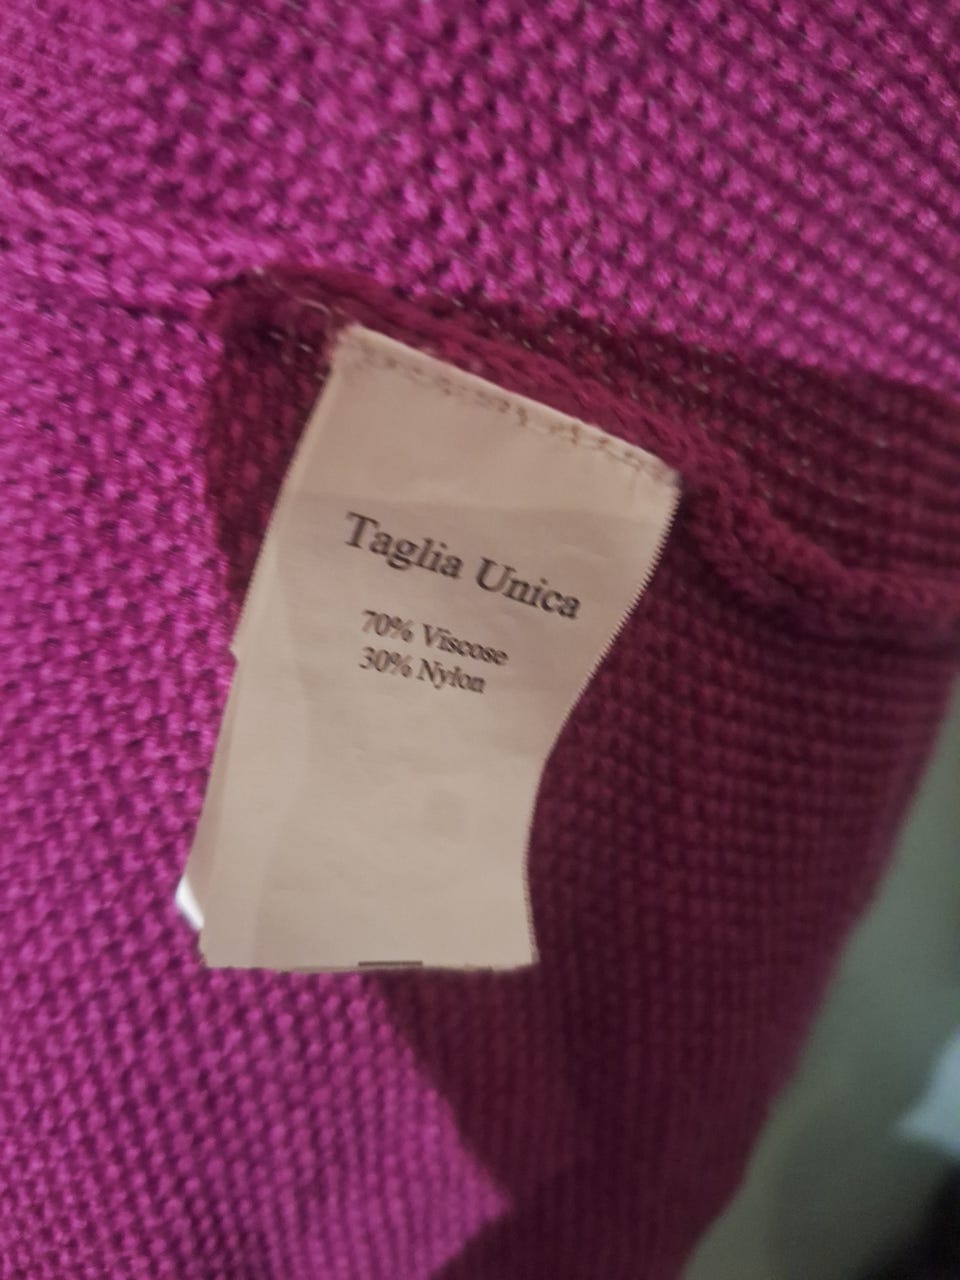 Taglia Unica
70% Viscose
30% Nylon